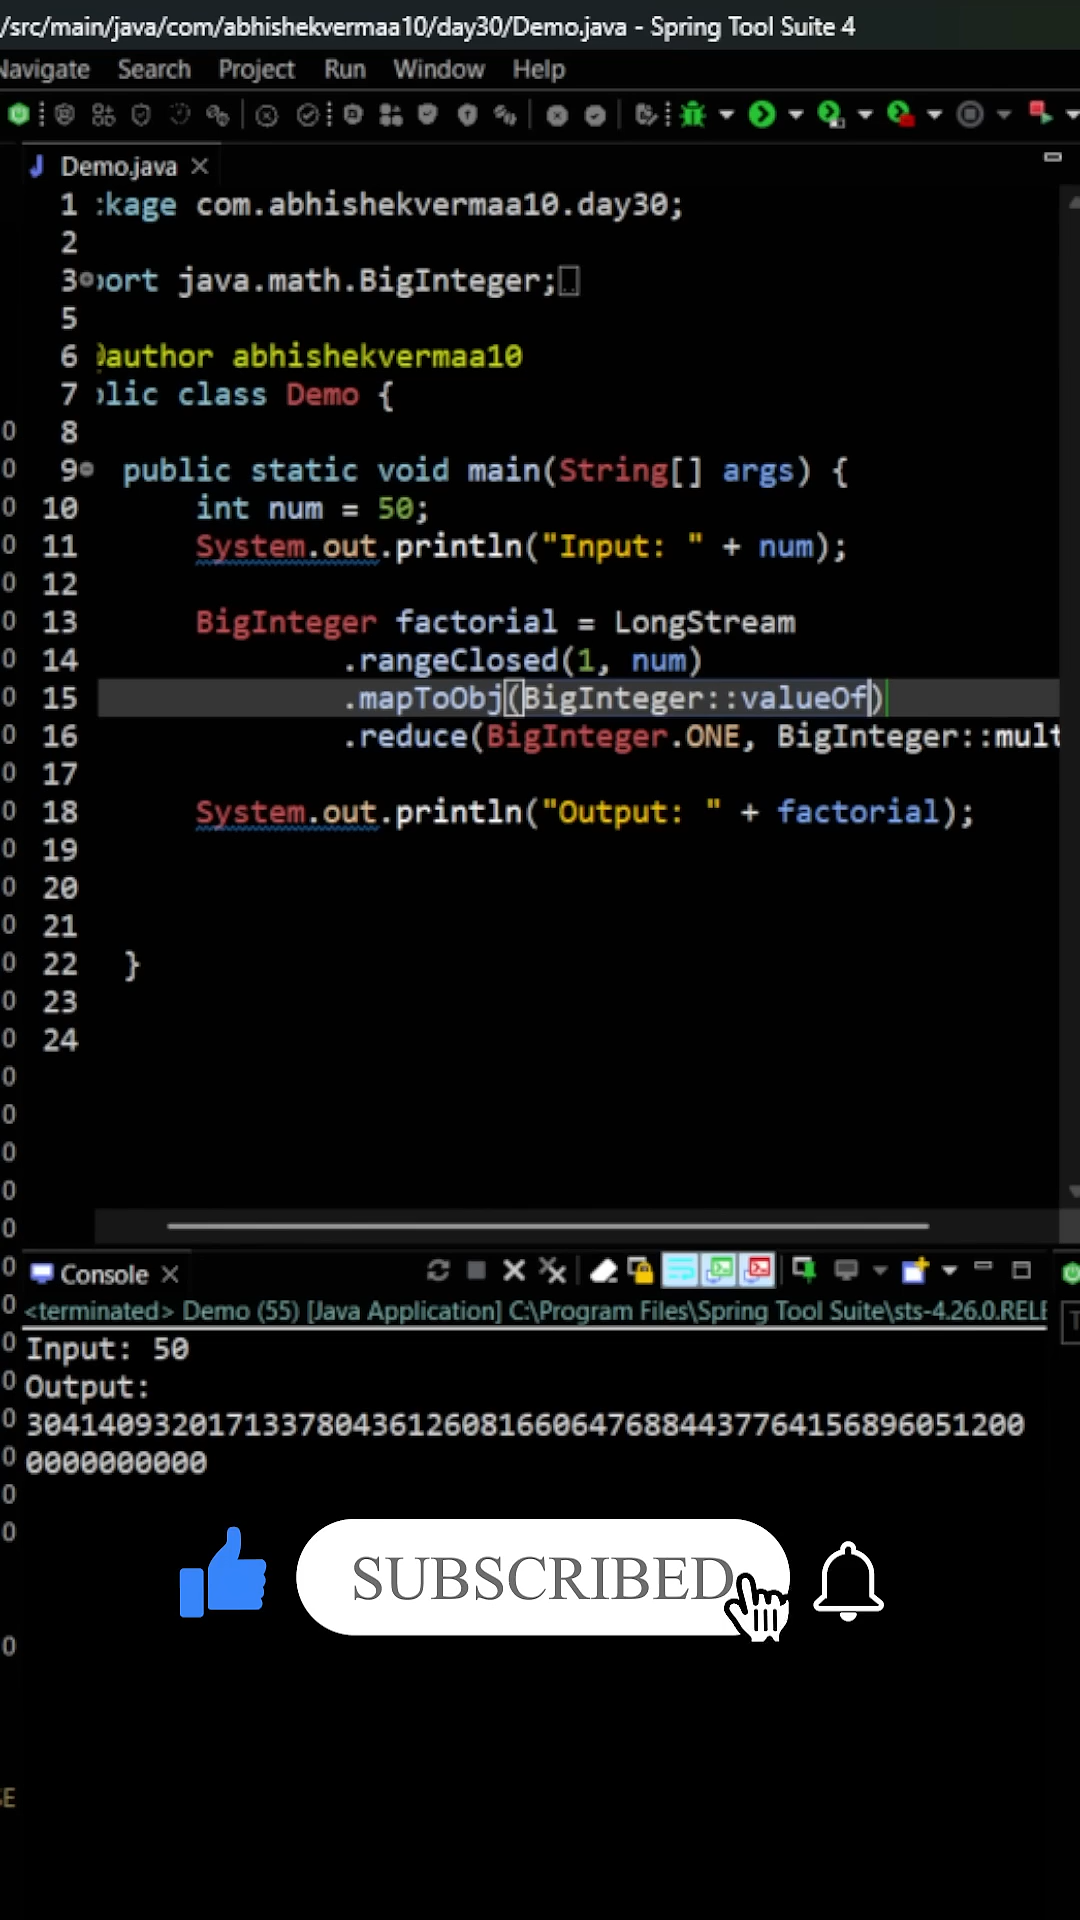 /src/main/java/com/abhishekvermaa10/day30/Demo.java - Spring Tool Suite 4
Navigate Search Project Run Window Help
Demo.java
1 :kage com.abhishekvermaa10.day30;
2
3 ort java.math.BigInteger;
5
6 @author abhishekvermaa10
7 lic class Demo {
8
9 public static void main(String[] args) {
10 int num = 50;
11 System.out.println("Input: " + num);
12
13 BigInteger factorial = LongStream
14 .rangeClosed(1, num)
15 .mapToObj(BigInteger::valueOf)
16 .reduce(BigInteger.ONE, BigInteger::mult
17
18 System.out.println("Output: " + factorial);
19
20
21
22 }
23
24
Console
<terminated> Demo (55) [Java Application] C:\Program Files\Spring Tool Suite\sts-4.26.0.RELE
Input: 50
Output:
3041409320171337804361260816606476884437764156896051200
0000000000
SUBSCRIBED